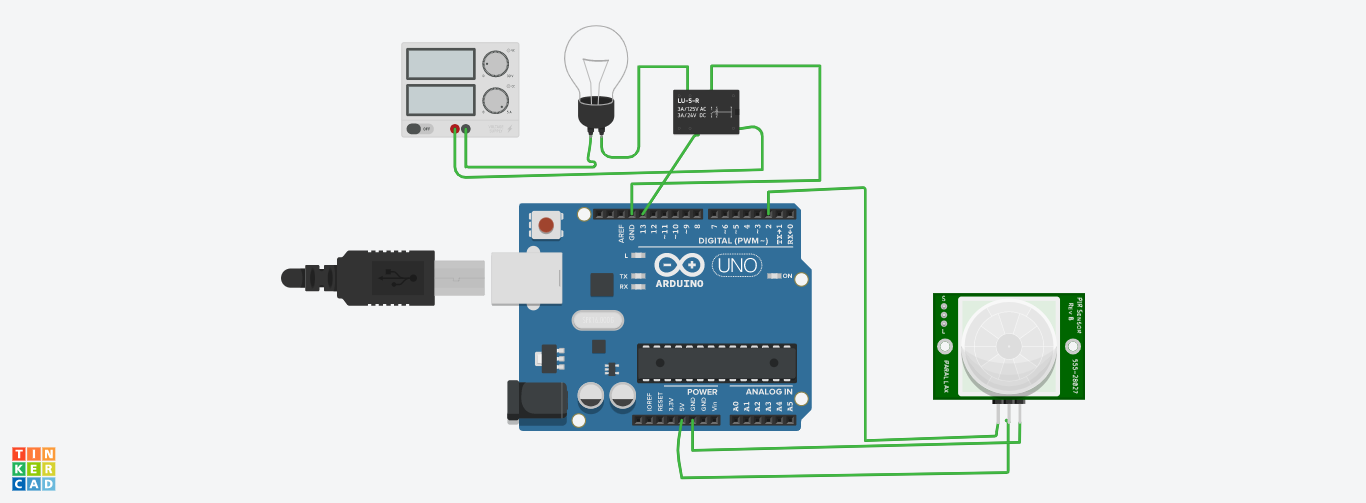 OFF
LU-5-R
3A/125V AC
3A/24V DC
AREF
GND
13
12
~11
~10
~9
8
7
~6
~5
4
~3
2
TX→1
RX←0
DIGITAL (PWM~)
L
TX
RX
ARDUINO
UNO
ON
POWER
ANALOG IN
IOREF
RESET
3.3V
5V
GND
GND
Vin
A0
A1
A2
A3
A4
A5
S
L
PARALLAX
PIR Sensor
Rev B
555-28027
TIN
KER
CAD